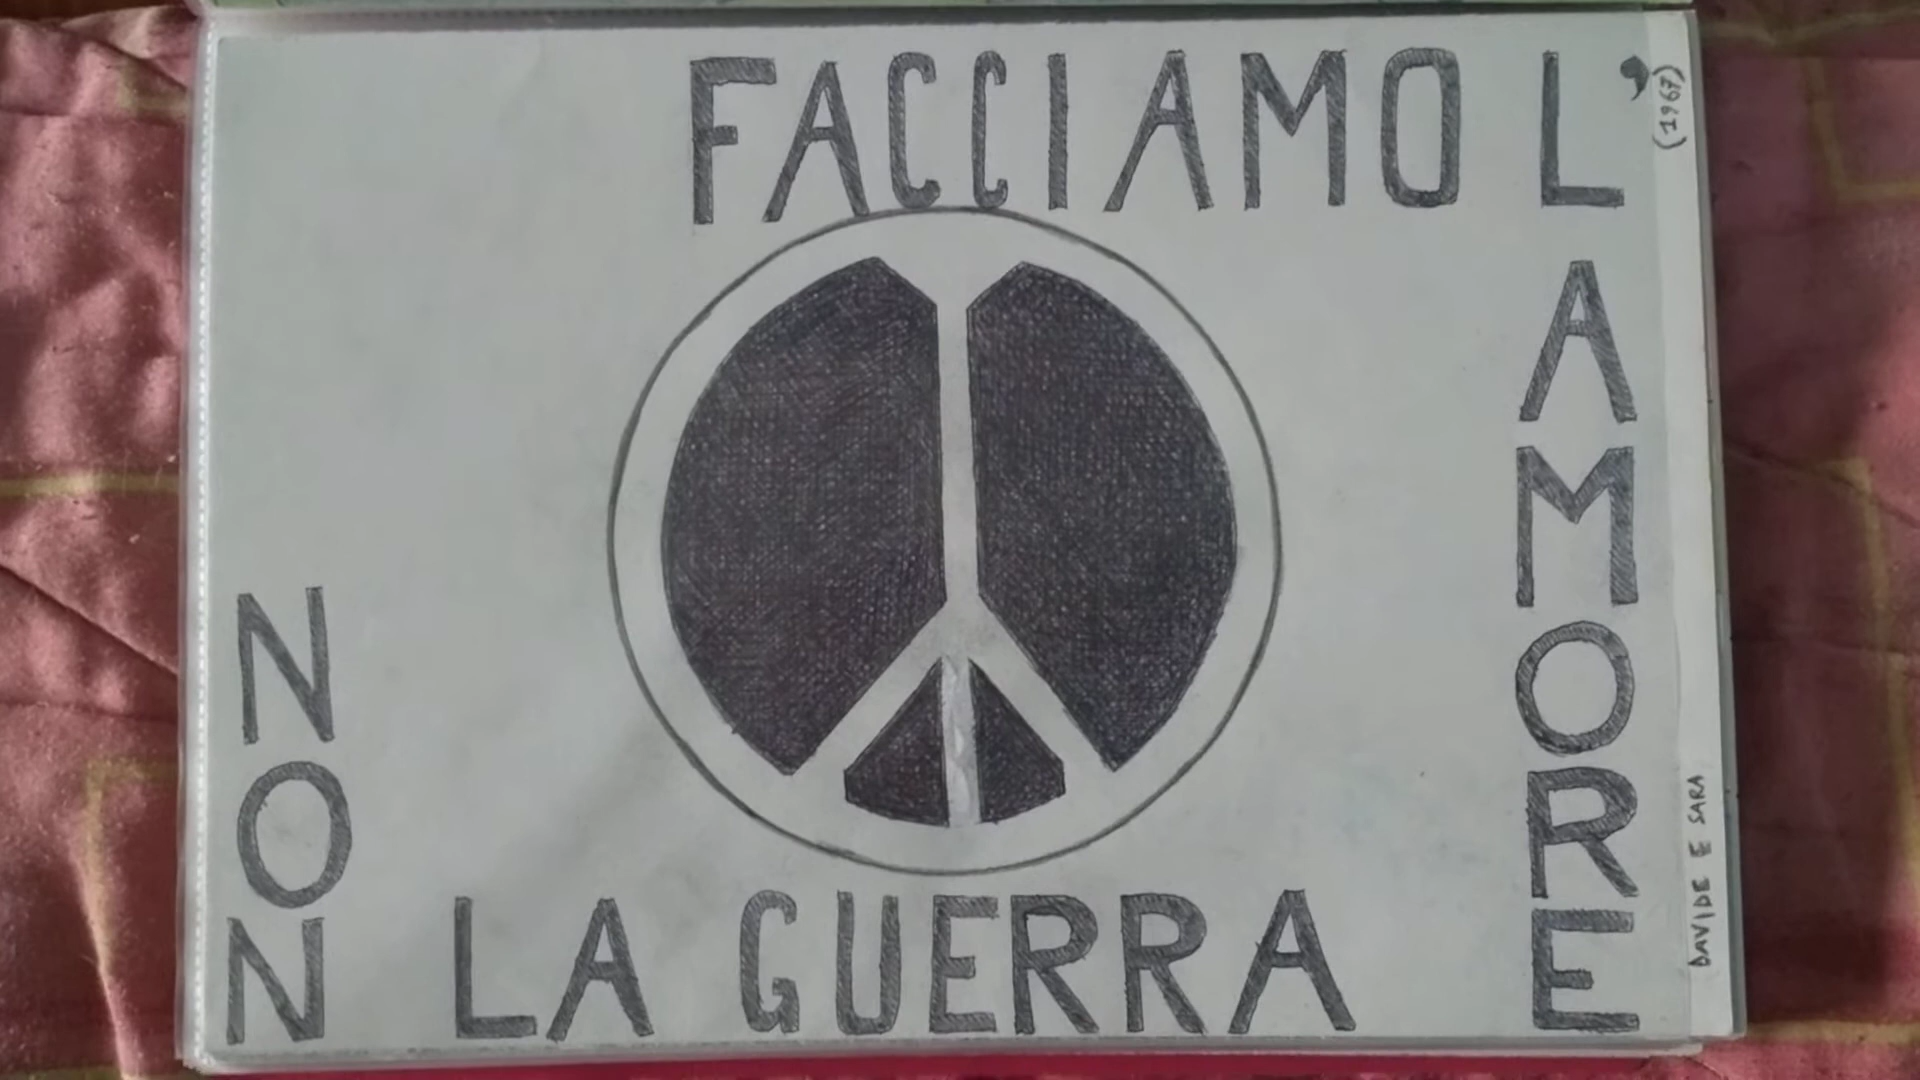 FACCIAMO L'
AMORE
NON
LA GUERRA
(1967)
DAVIDE E SARA